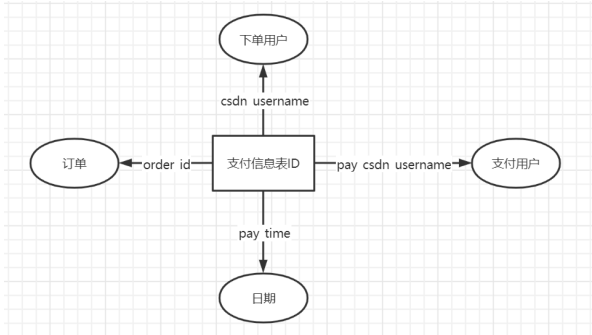 下单用户
csdn username
订单
order id
支付信息表ID
pay csdn username
支付用户
pay time
日期